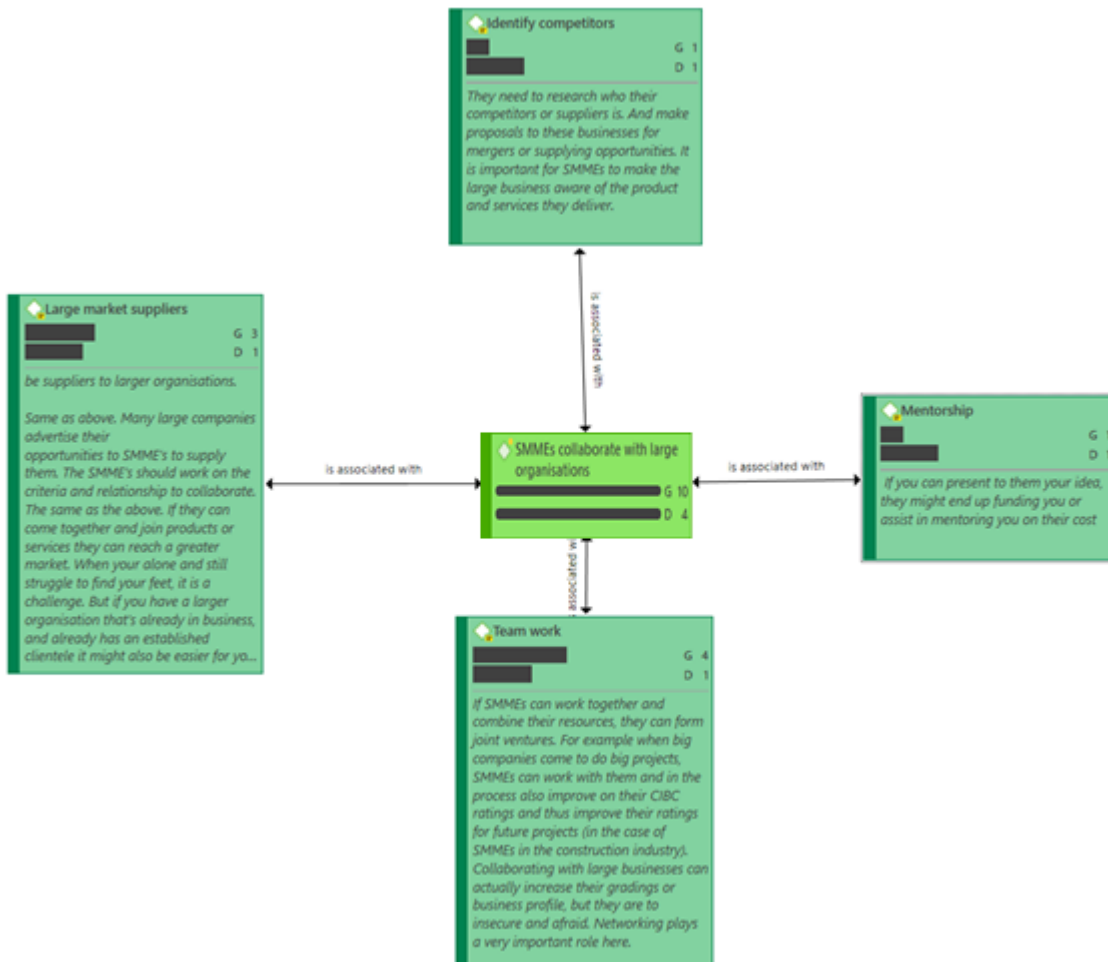 Identify competitors
G 1
D 1
They need to research who their
competitors or suppliers is. And make
proposals to these businesses for
mergers or supplying opportunities. It
is important for SMMEs to make the
large business aware of the product
and services they deliver.
is associated with
Large market suppliers
G 3
D 1
be suppliers to larger organisations.
Same as above. Many large companies
advertise their
opportunities to SMME's to supply
them. The SMME's should work on the
criteria and relationship to collaborate.
The same as the above. If they can
come together and join products or
services they can reach a greater
market. When your alone and still
struggle to find your feet, it is a
challenge. But if you have a larger
organisation that's already in business,
and already has an established
clientele it might also be easier for yo...
is associated with
SMMEs collaborate with large
organisations
G 10
D 4
is associated with
Mentorship
G
D
If you can present to them your idea,
they might end up funding you or
assist in mentoring you on their cost
associated w
Team work
G 4
D 1
If SMMEs can work together and
combine their resources, they can form
joint ventures. For example when big
companies come to do big projects,
SMMEs can work with them and in the
process also improve on their CIBC
ratings and thus improve their ratings
for future projects (in the case of
SMMEs in the construction industry).
Collaborating with large businesses can
actually increase their gradings or
business profile, but they are to
insecure and afraid. Networking plays
a very important role here.